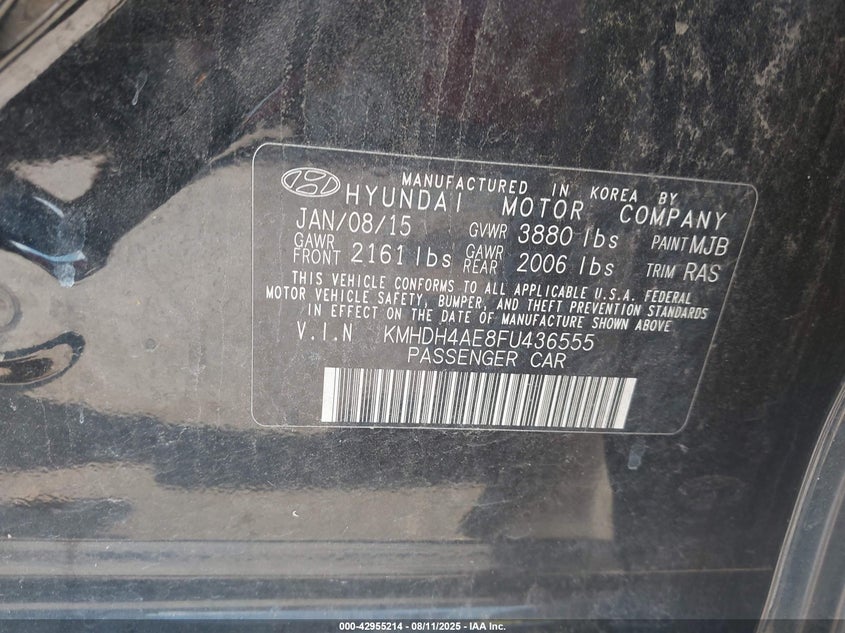 MANUFACTURED IN KOREA BY
HYUNDAI MOTOR COMPANY
JAN/08/15 GVWR 3880 lbs PAINT MJB
GAWR FRONT 2161 lbs GAWR REAR 2006 lbs TRIM RAS
THIS VEHICLE CONFORMS TO ALL APPLICABLE U.S.A. FEDERAL
MOTOR VEHICLE SAFETY, BUMPER, AND THEFT PREVENTION STANDARDS
IN EFFECT ON THE DATE OF MANUFACTURE SHOWN ABOVE
V.I.N KMHDH4AE8FU436555
PASSENGER CAR
000-42955214 - 08/11/2025 - IAA Inc.